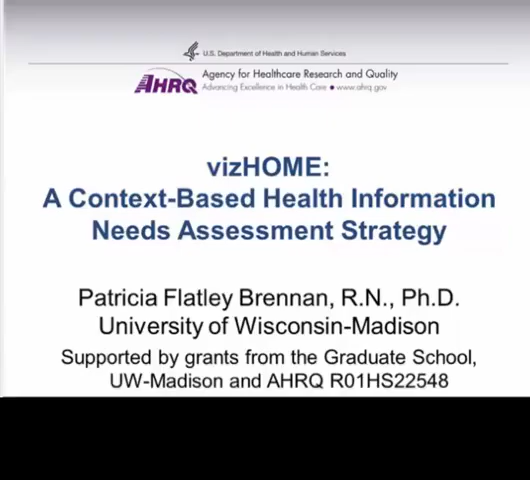 U.S. Department of Health and Human Services
AHRQ
Agency for Healthcare Research and Quality
Advancing Excellence in Health Care • www.ahrq.gov
vizHOME:
A Context-Based Health Information
Needs Assessment Strategy
Patricia Flatley Brennan, R.N., Ph.D.
University of Wisconsin-Madison
Supported by grants from the Graduate School,
UW-Madison and AHRQ R01HS22548